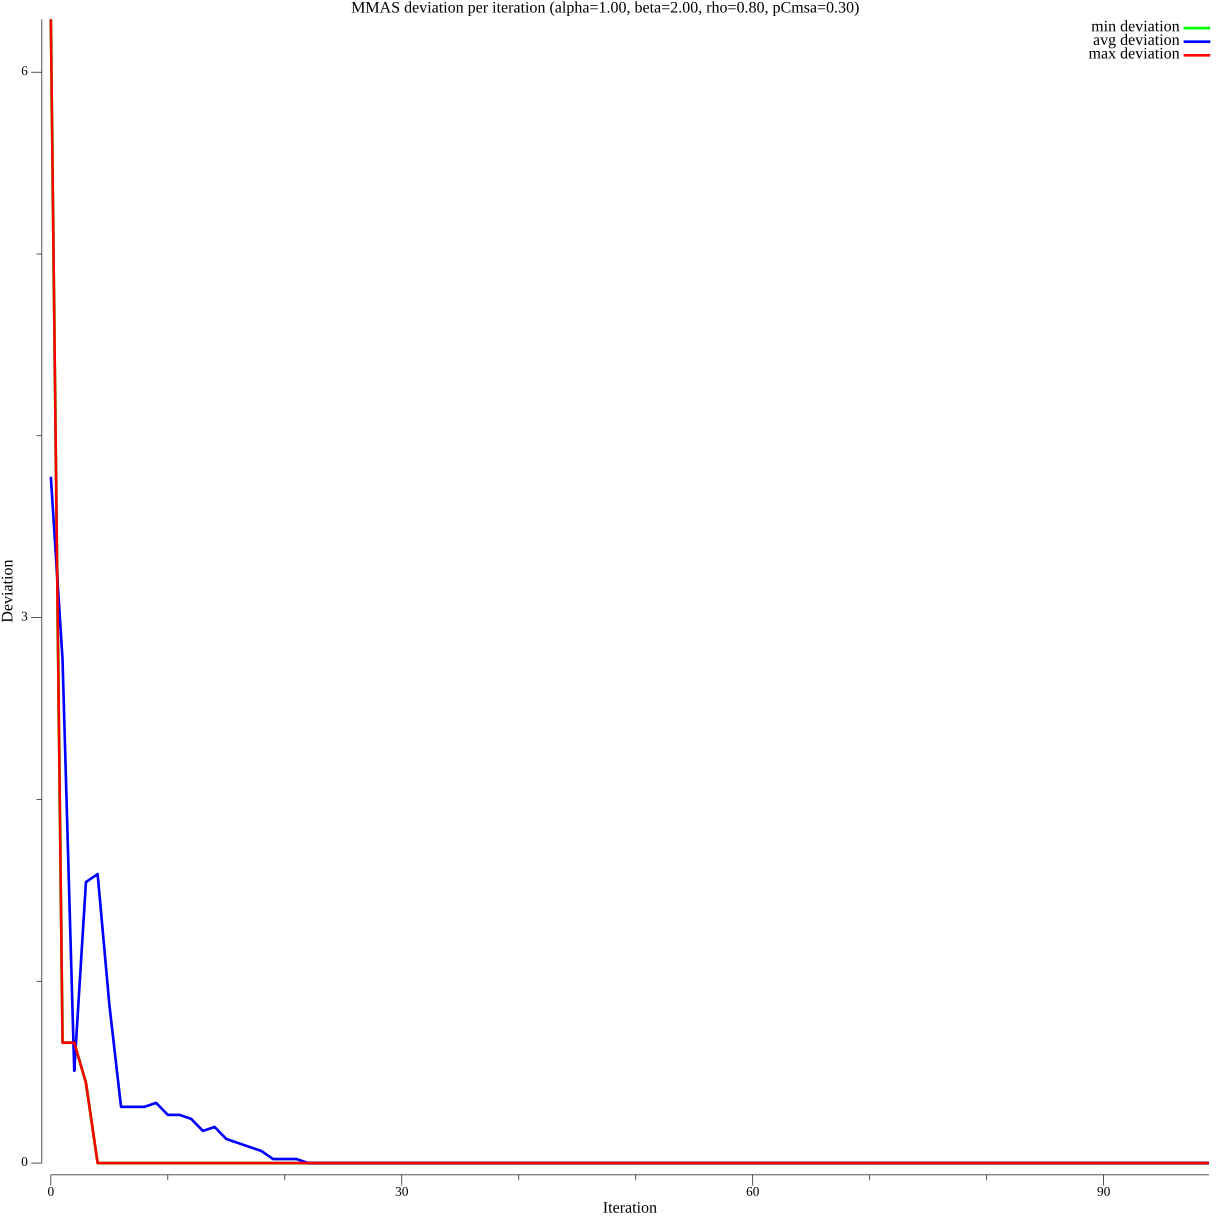 MMAS deviation per iteration (alpha=1.00, beta=2.00, rho=0.80, pCmsa=0.30)
min deviation
avg deviation
max deviation
6
3
0
Deviation
0 30 60 90
Iteration